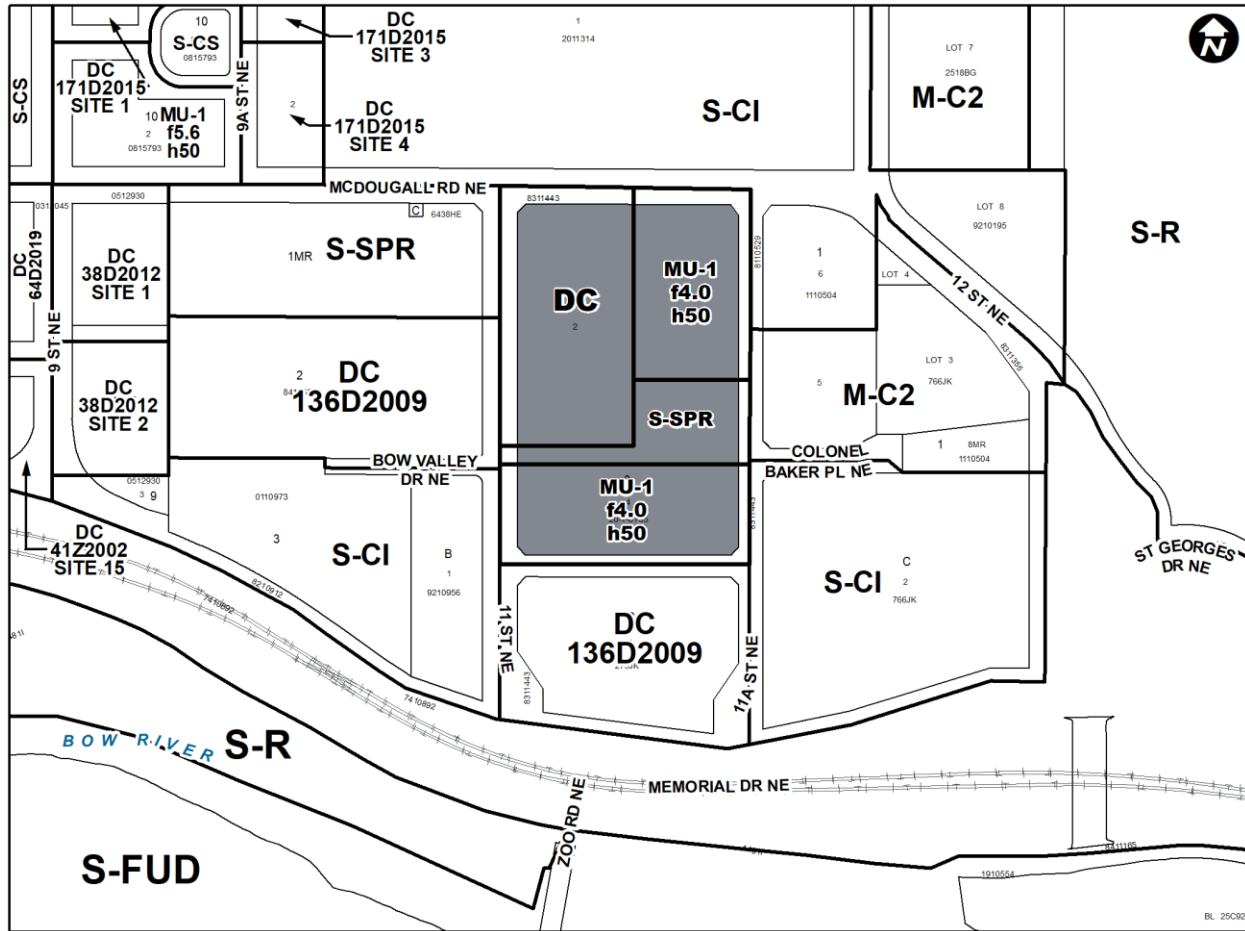 N
10
S-CS
0815793
DC
171D2015
SITE 3
1
2011314
LOT 7
2518BG
M-C2
S-CS
DC
171D2015
SITE 1
10
MU-1
f5.6
h50
2
0815793
9A ST NE
2
DC
171D2015
SITE 4
S-CI
MCDOUGALL RD NE
0512930
DC
64D2019
9 ST NE
DC
38D2012
SITE 1
DC
38D2012
SITE 2
C
6438HE
1MR
S-SPR
2
DC
136D2009
BOW VALLEY
DR NE
8311443
DC
2
MU-1
f4.0
h50
S-SPR
MU-1
f4.0
h50
8110529
1
6
1110504
LOT 4
LOT 8
9210195
S-R
12 ST NE
8311355
LOT 3
766JK
5
M-C2
COLONEL
BAKER PL NE
1
8MR
1110504
ST GEORGES
DR NE
0512930
3
9
DC
41Z2002
SITE 15
0110973
3
S-CI
B
1
9210956
8210912
7410892
7410892
11 ST NE
8311443
DC
136D2009
11A ST NE
8311443
S-CI
C
2
766JK
BOW RIVER
S-R
MEMORIAL DR NE
ZOO RD NE
S-FUD
8411165
1910554
BL 25C92